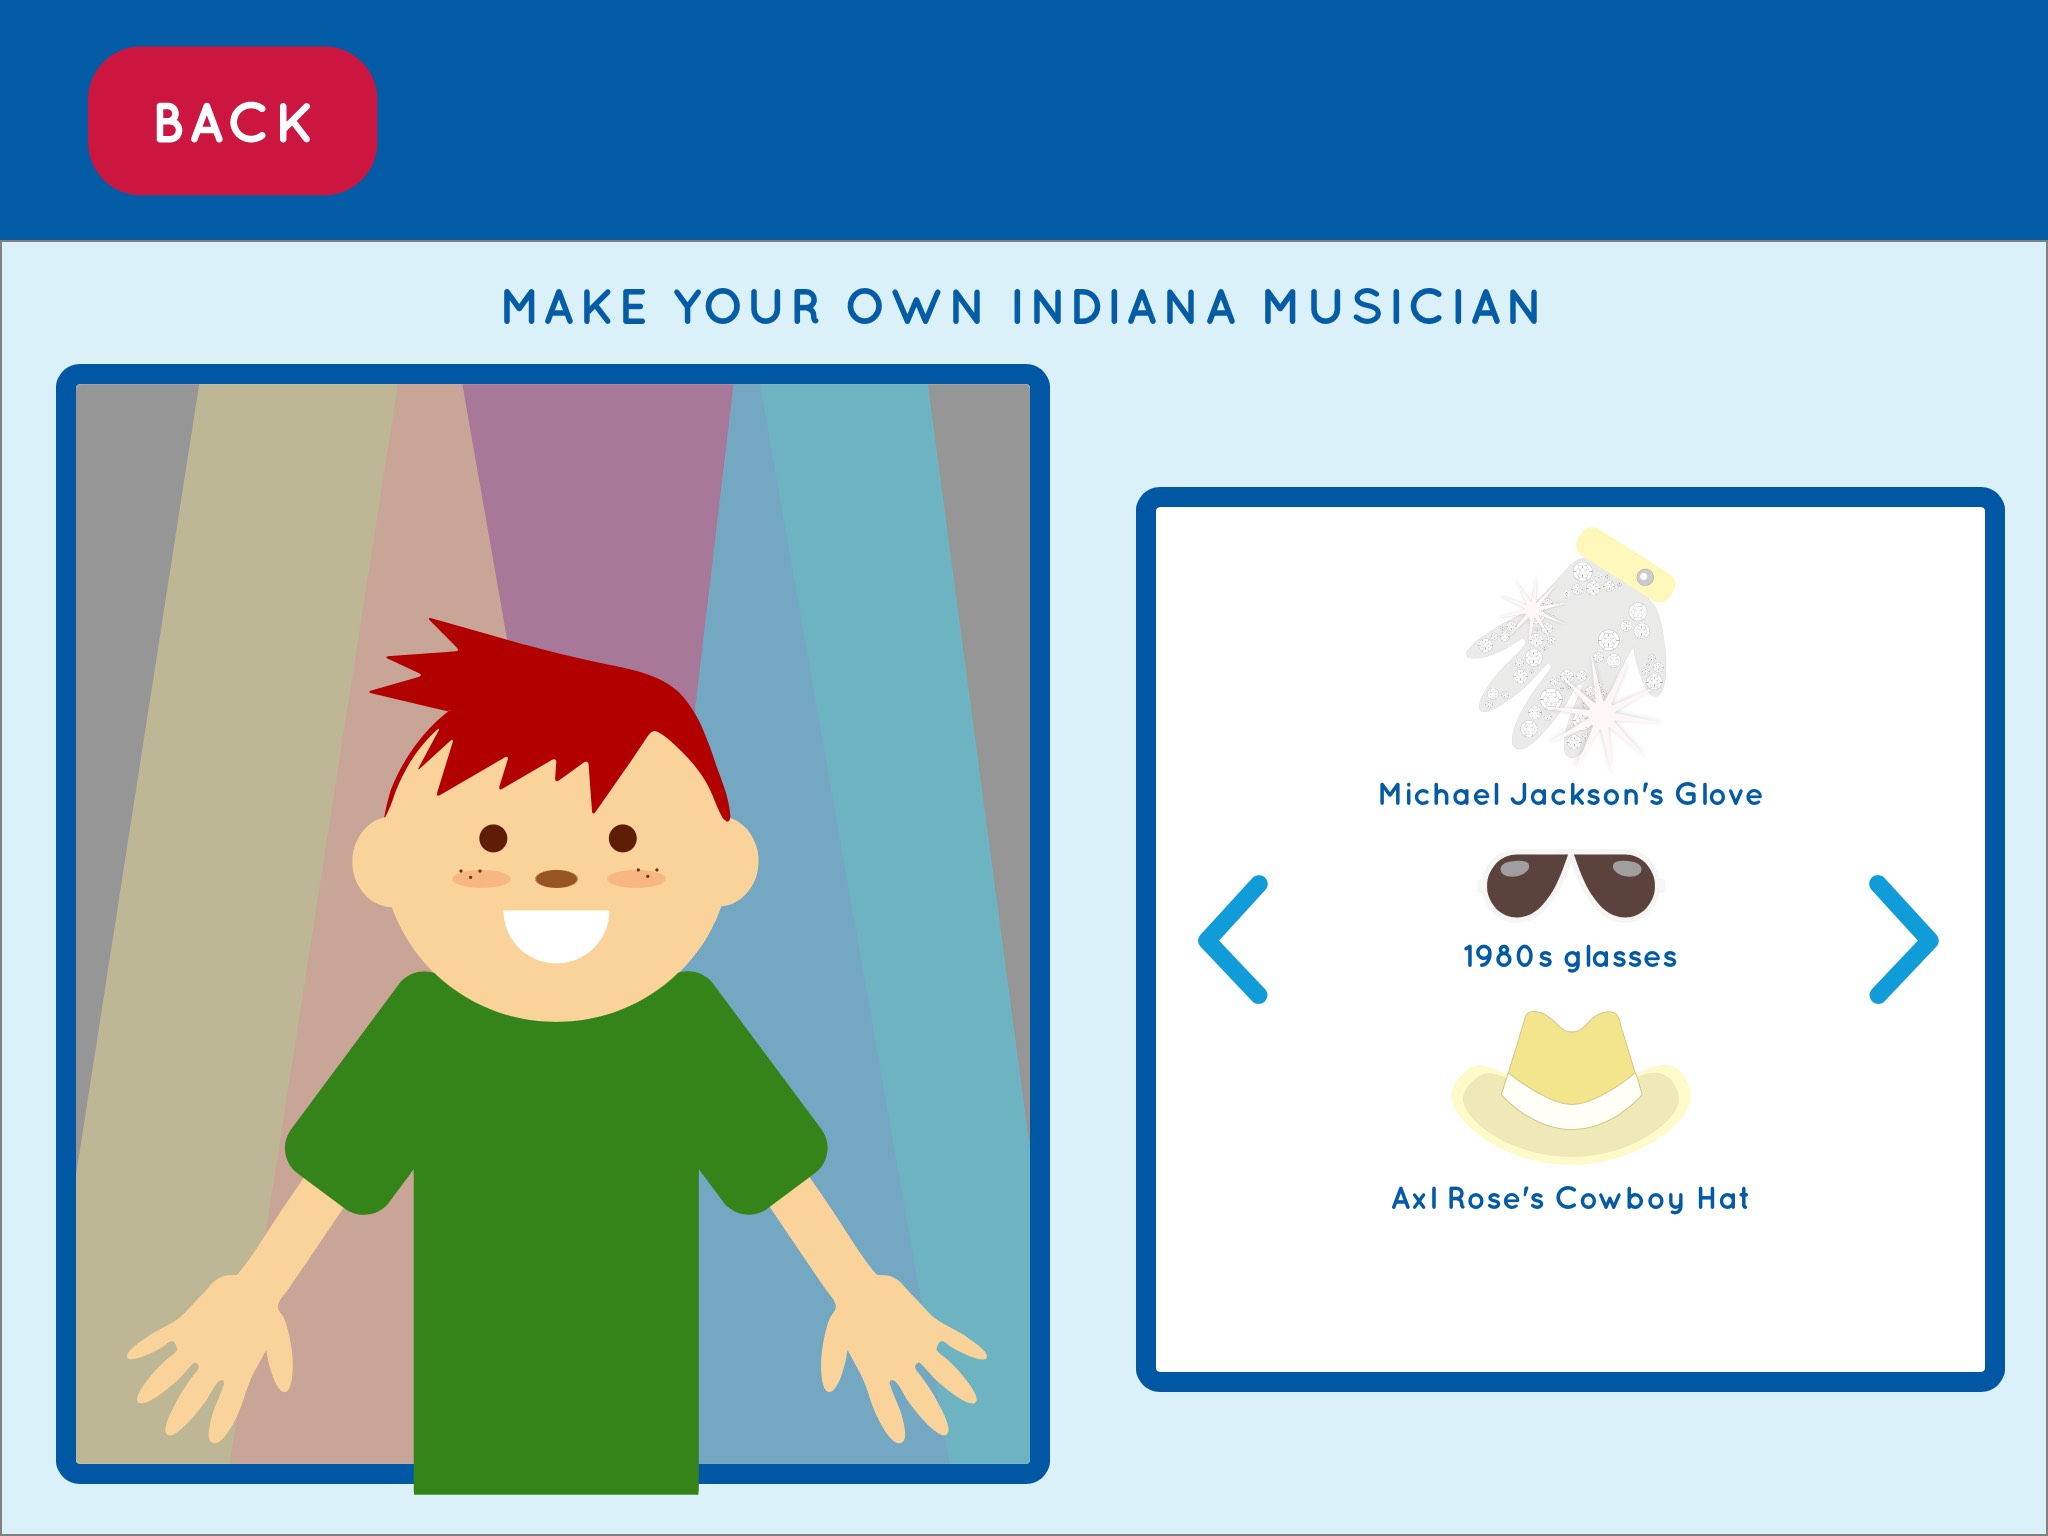 BACK
MAKE YOUR OWN INDIANA MUSICIAN
Michael Jackson's Glove
1980s glasses
Axl Rose's Cowboy Hat